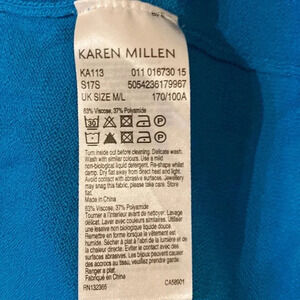 KAREN MILLEN
KA113 011 016730 15
S17S 5054236179967
UK SIZE M/L 170/100A
63% Viscose, 37% Polyamide
30 P
Turn inside out before cleaning. Delicate wash.
Wash with similar colours. Use a mild
non-biological liquid detergent. Re-shape whilst
damp. Dry flat away from direct heat and light.
Avoid contact with abrasive surfaces. Jewellery
may snag this fabric, please take care. Store
flat.
Made in China
63% Viscose, 37% Polyamide
Tourner à l'intérieur avant de nettoyer. Lavage
délicat. Laver avec couleurs similaires. Utiliser
une lessive non biologique liquide douce.
Remettre en forme lorsque le vêtement est humide.
Sécher à plat à l'abri de la lumière et de
la chaleur directe. Éviter le contact avec les
surfaces abrasives. Les bijoux peuvent
accrocher ce tissu, veuillez prendre soin.
Ranger à plat.
Fabriqué en Chine
RN132366 CA58901